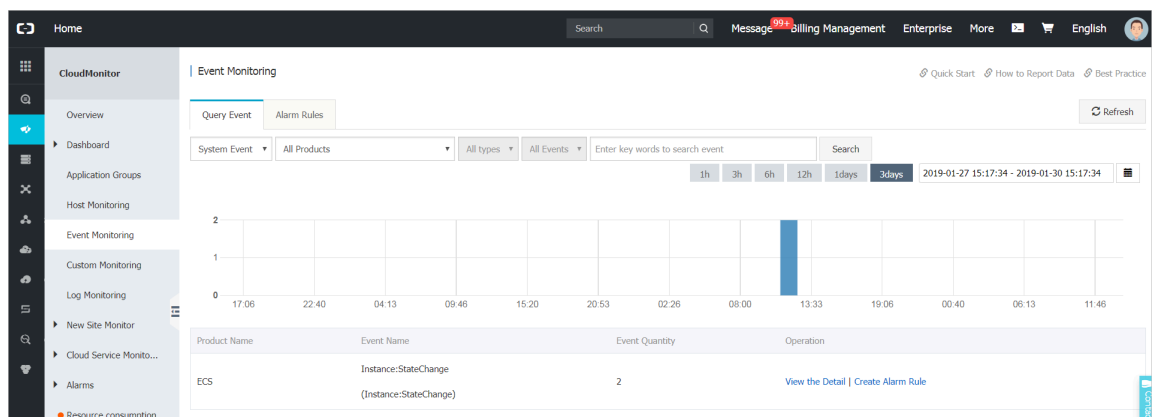 Home
Search
Message 99+ Billing Management Enterprise More English
CloudMonitor
Overview
Dashboard
Application Groups
Host Monitoring
Event Monitoring
Custom Monitoring
Log Monitoring
New Site Monitor
Cloud Service Monito...
Alarms
Resource consumption
Event Monitoring
Quick Start How to Report Data Best Practice
Query Event Alarm Rules
Refresh
System Event All Products All types All Events Enter key words to search event Search
1h 3h 6h 12h 1days 3days 2019-01-27 15:17:34 - 2019-01-30 15:17:34
2
1
0
17:06 22:40 04:13 09:46 15:20 20:53 02:26 08:00 13:33 19:06 00:40 06:13 11:46
Product Name Event Name Event Quantity Operation
Instance:StateChange
ECS 2 View the Detail | Create Alarm Rule
(Instance:StateChange)